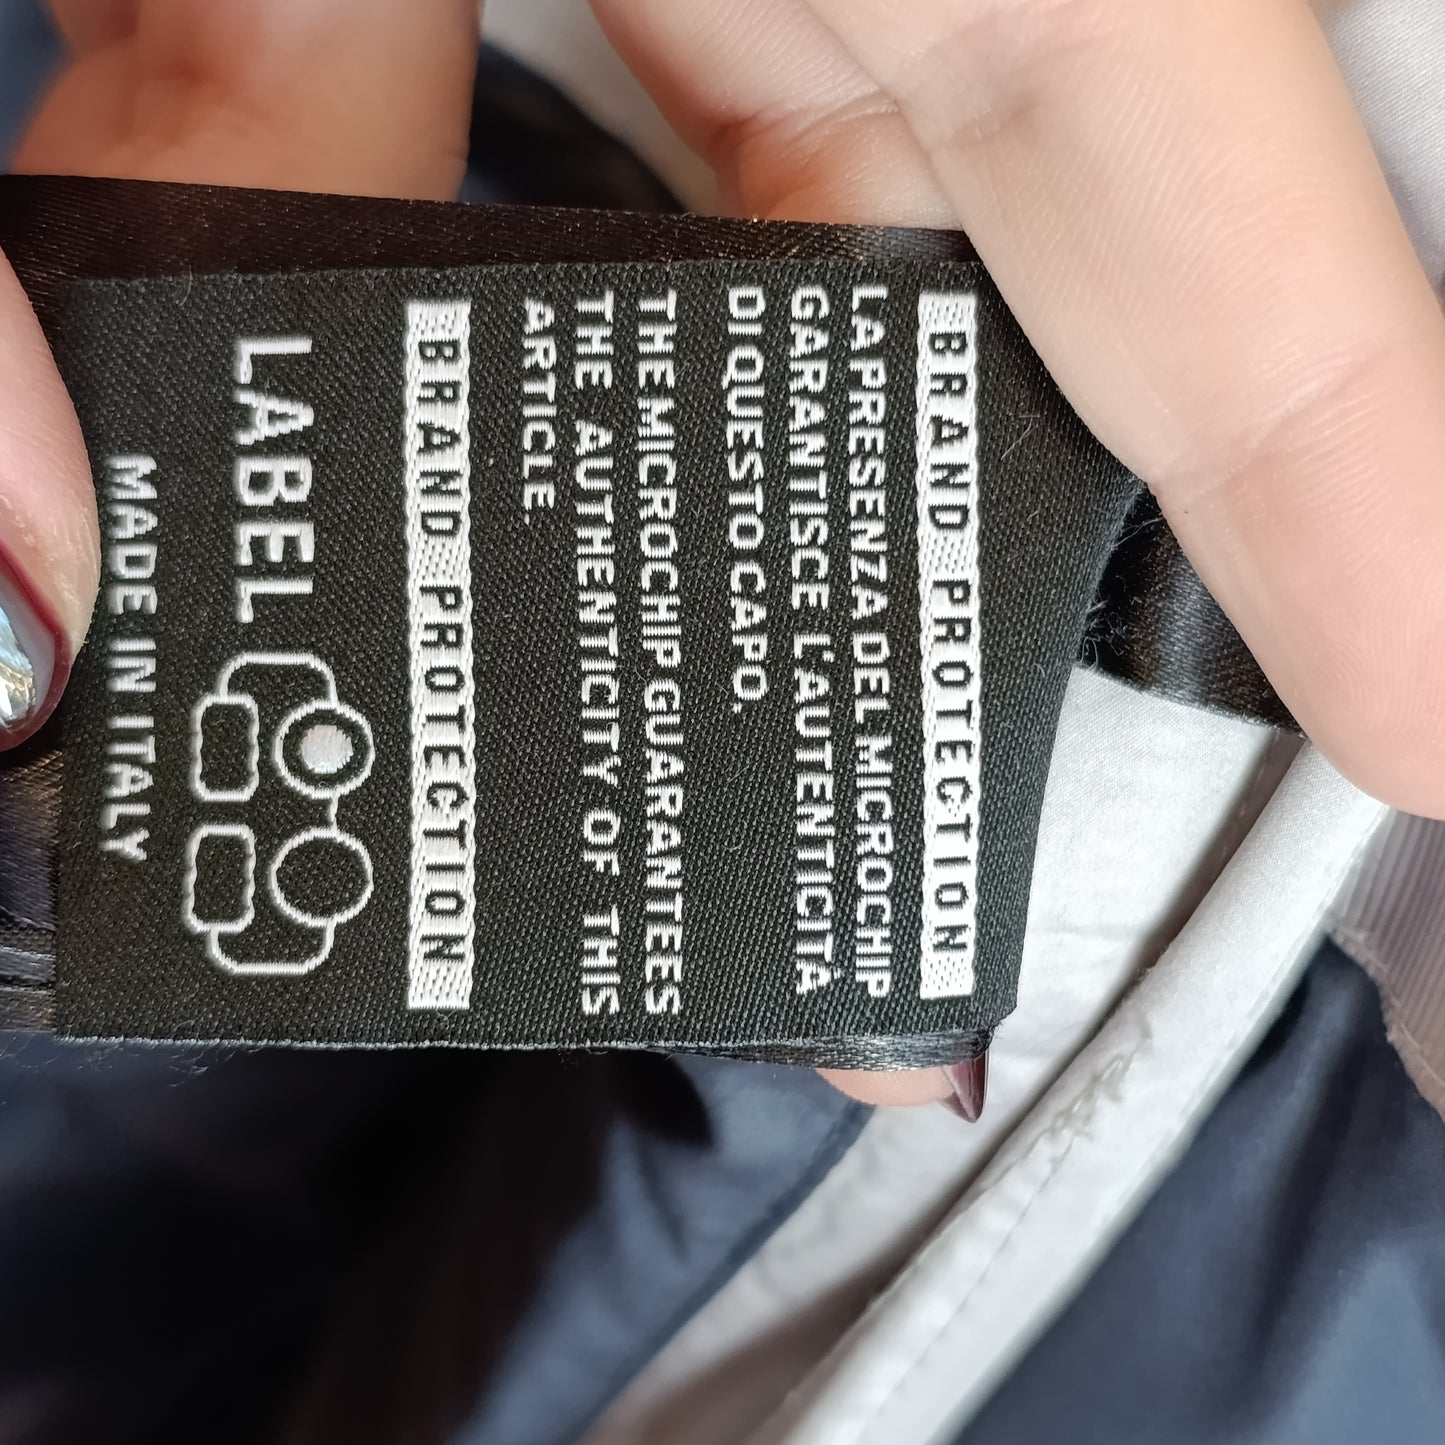 BRAND PROTECTION
LA PRESENZA DEL MICROCHIP
GARANTISCE L'AUTENTICITÀ
DI QUESTO CAPO.
THE MICROCHIP GUARANTEES
THE AUTHENTICITY OF THIS
ARTICLE.
BRAND PROTECTION
LABEL
MADE IN ITALY